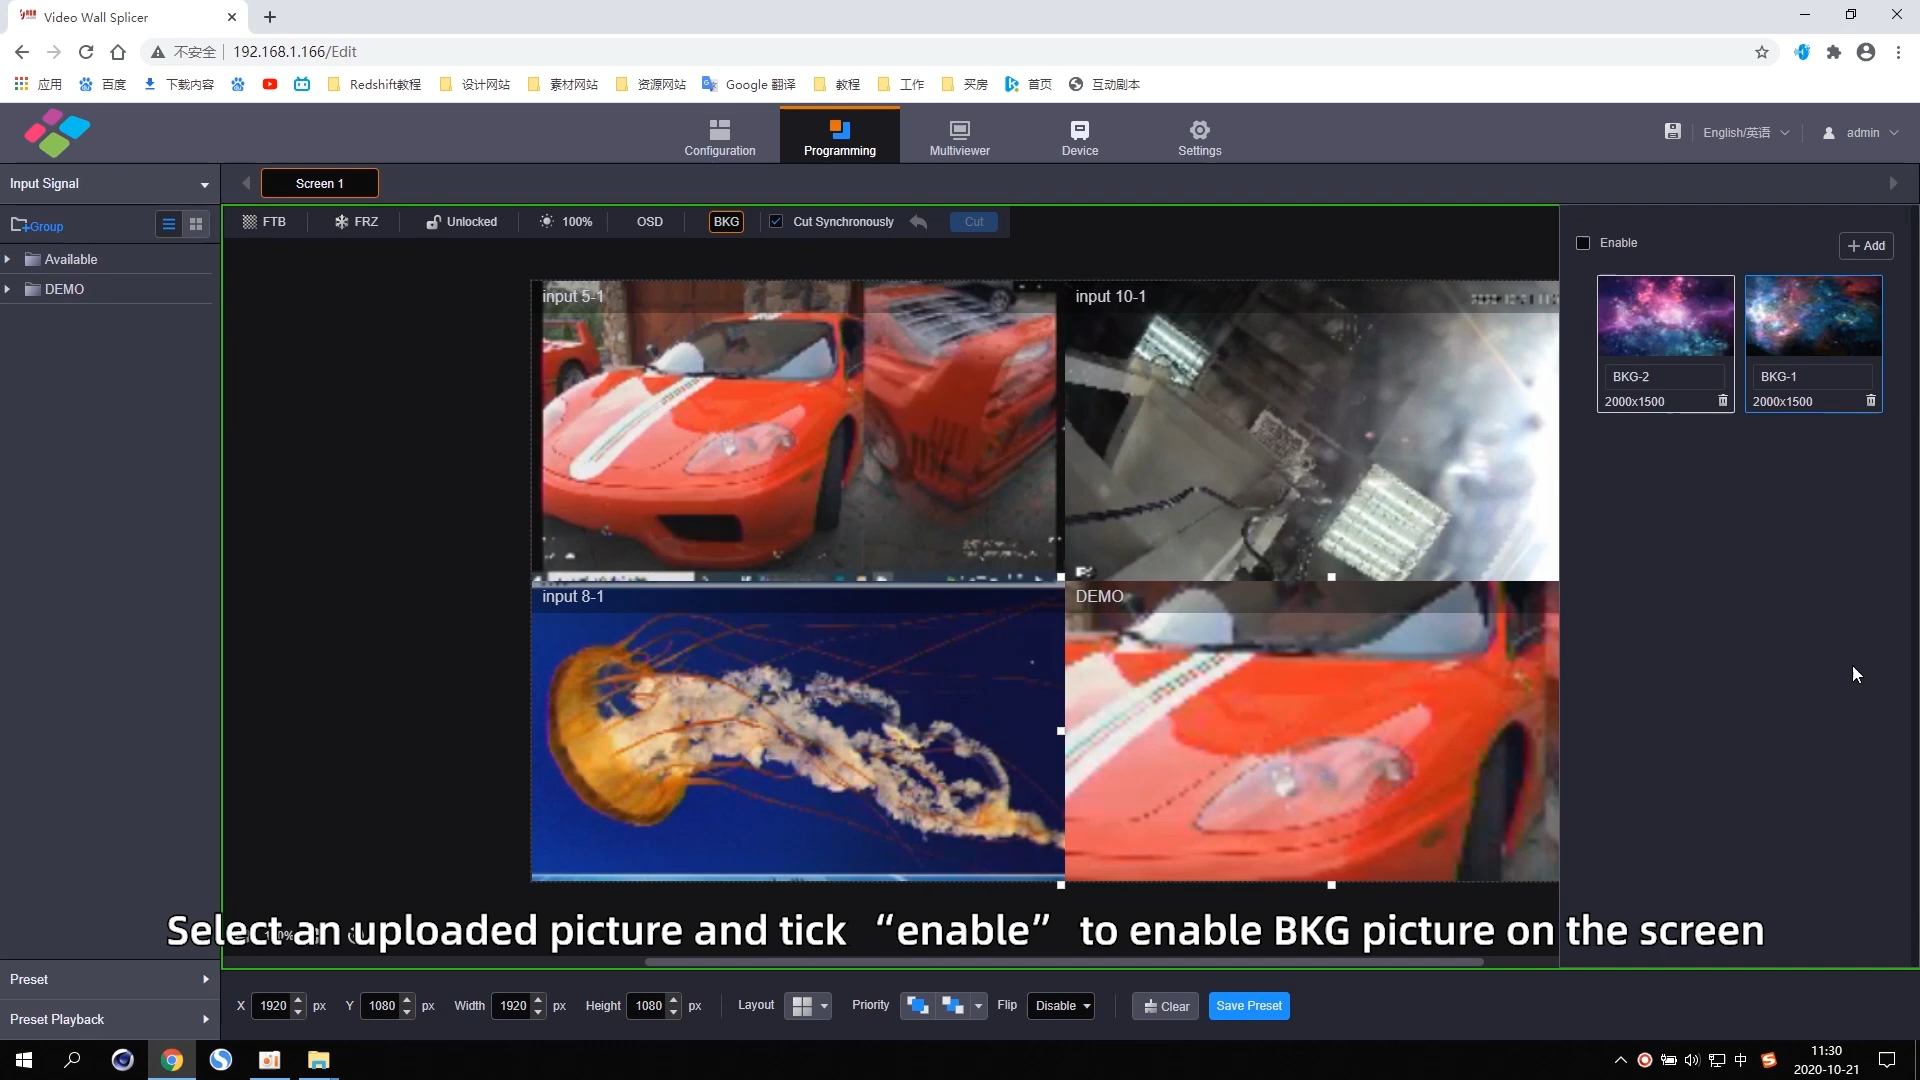 Video Wall Splicer
不安全 192.168.1.166/Edit
应用 百度 下载内容 Redshift教程 设计网站 素材网站 资源网站 Google 翻译 教程 工作 买房 首页 互动剧本
Configuration Programming Multiviewer Device Settings
English/英语 admin
Input Signal
Screen 1
Group
FTB FRZ Unlocked 100% OSD BKG Cut Synchronously Cut
Enable
Add
Available
DEMO
input 5-1
input 10-1
BKG-2 BKG-1
2000x1500 2000x1500
input 8-1
DEMO
Select an uploaded picture and tick “enable” to enable BKG picture on the screen
Preset
Preset Playback
X 1920 px Y 1080 px Width 1920 px Height 1080 px Layout Priority Flip Disable Clear Save Preset
中
11:30
2020-10-21